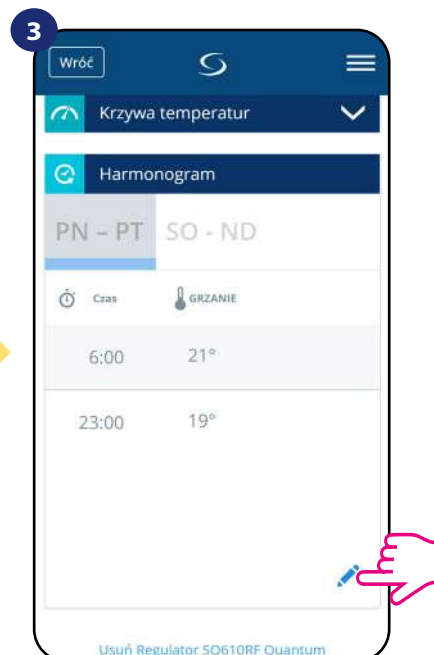 3
Wróć
Krzywa temperatur
Harmonogram
PN – PT SO - ND
Czas GRZANIE
6:00 21°
23:00 19°
Usuń Regulator SQ610RF Quantum